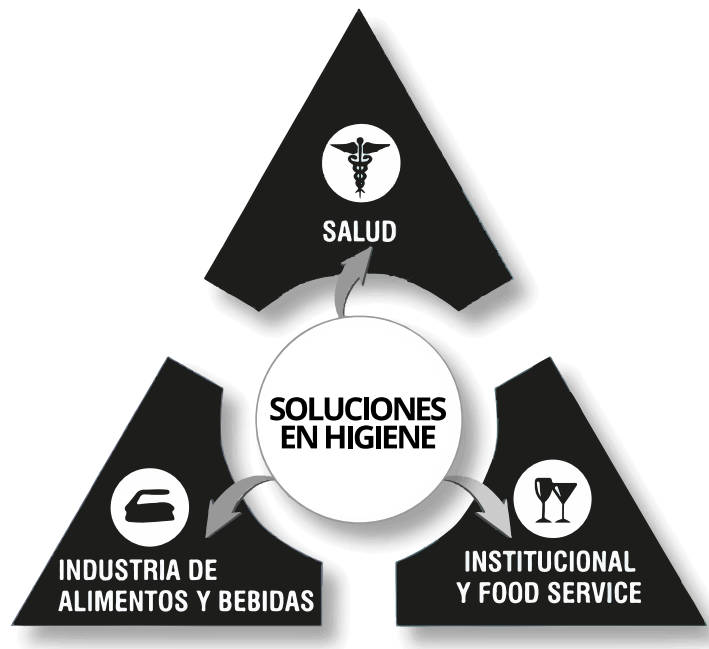 SALUD
SOLUCIONES
EN HIGIENE
INDUSTRIA DE
ALIMENTOS Y BEBIDAS
INSTITUCIONAL
Y FOOD SERVICE